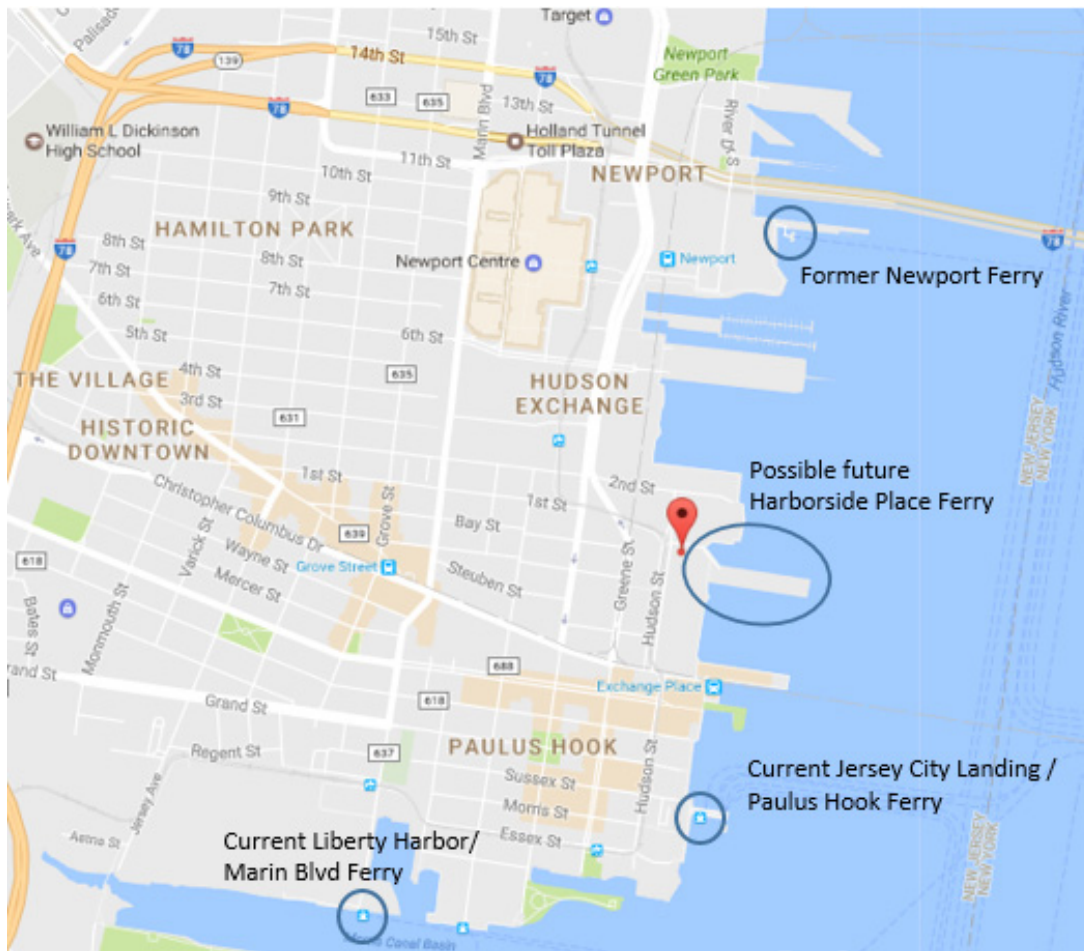 Target
15th St
Palisade
78
14th St
139
78
Newport
Green Park
78
633
635
13th St
Marin Blvd
River Dr S
William L Dickinson
High School
Holland Tunnel
Toll Plaza
11th St
10th St
NEWPORT
9th St
HAMILTON PARK
78
8th St
8th St
7th St
7th St
Newport Centre
Newport
78
Former Newport Ferry
Hudson River
6th St
6th St
5th St
635
4th St
THE VILLAGE
3rd St
HUDSON
EXCHANGE
631
HISTORIC
DOWNTOWN
NEW JERSEY
NEW YORK
1st St
2nd St
Possible future
Harborside Place Ferry
Christopher Columbus Dr
Grove St
1st St
Bay St
639
Varick St
Wayne St
618
Grove Street
Steuben St
Greene St
Hudson St
Mercer St
Bates St
Monmouth St
688
Exchange Place
Grand St
618
637
PAULUS HOOK
Regent St
Hudson St
Sussex St
Current Jersey City Landing /
Paulus Hook Ferry
Jersey Ave
Morris St
Essex St
Aetna St
Current Liberty Harbor/
Marin Blvd Ferry
NEW JERSEY
NEW YORK
Morris Canal Basin